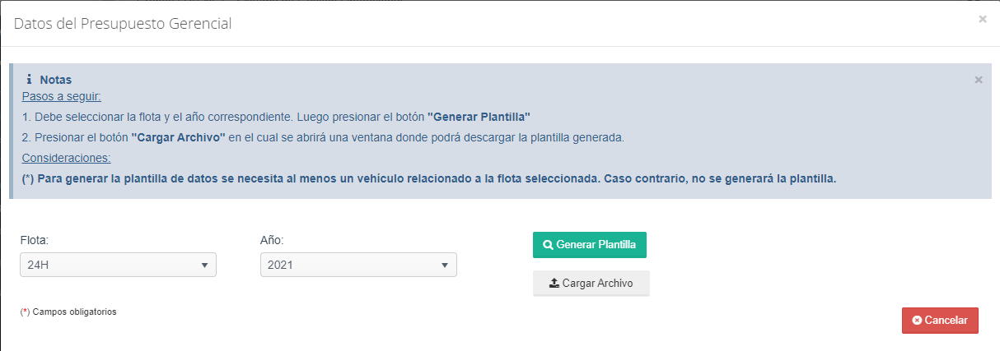 Datos del Presupuesto Gerencial
×
i Notas
×
Pasos a seguir:
1. Debe seleccionar la flota y el año correspondiente. Luego presionar el botón "Generar Plantilla"
2. Presionar el botón "Cargar Archivo" en el cual se abrirá una ventana donde podrá descargar la plantilla generada.
Consideraciones:
(*) Para generar la plantilla de datos se necesita al menos un vehículo relacionado a la flota seleccionada. Caso contrario, no se generará la plantilla.
Flota:
Año:
24H
2021
Generar Plantilla
Cargar Archivo
(*) Campos obligatorios
Cancelar